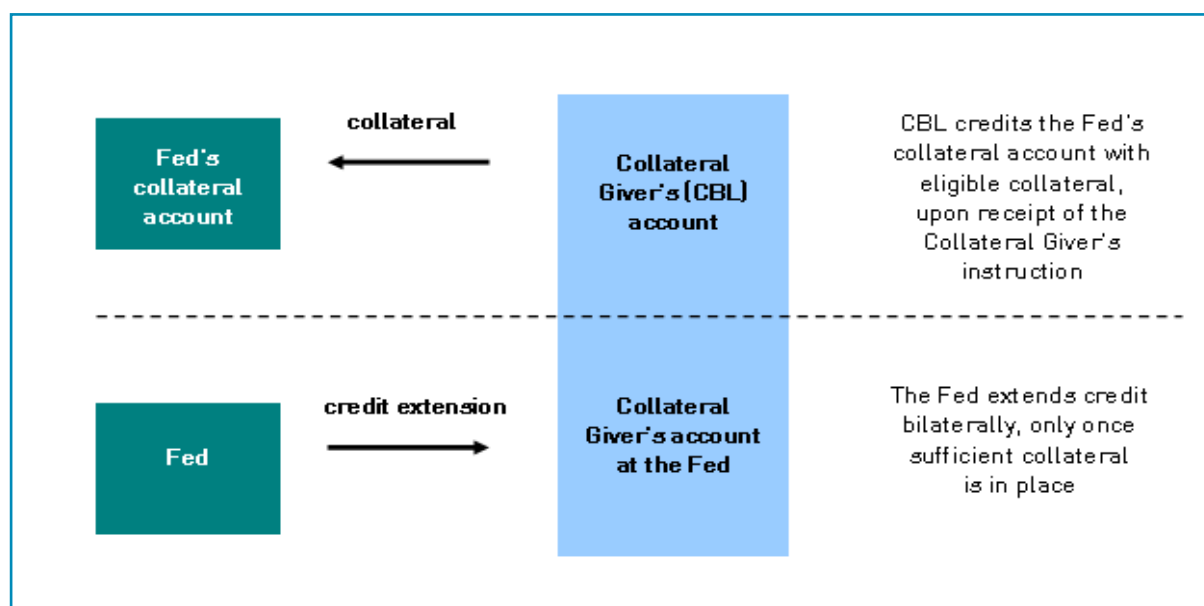 collateral
Fed's
collateral
account
Collateral
Giver's (CBL)
account
CBL credits the Fed's
collateral account with
eligible collateral,
upon receipt of the
Collateral Giver's
instruction
credit extension
Fed
Collateral
Giver's account
at the Fed
The Fed extends credit
bilaterally, only once
sufficient collateral
is in place